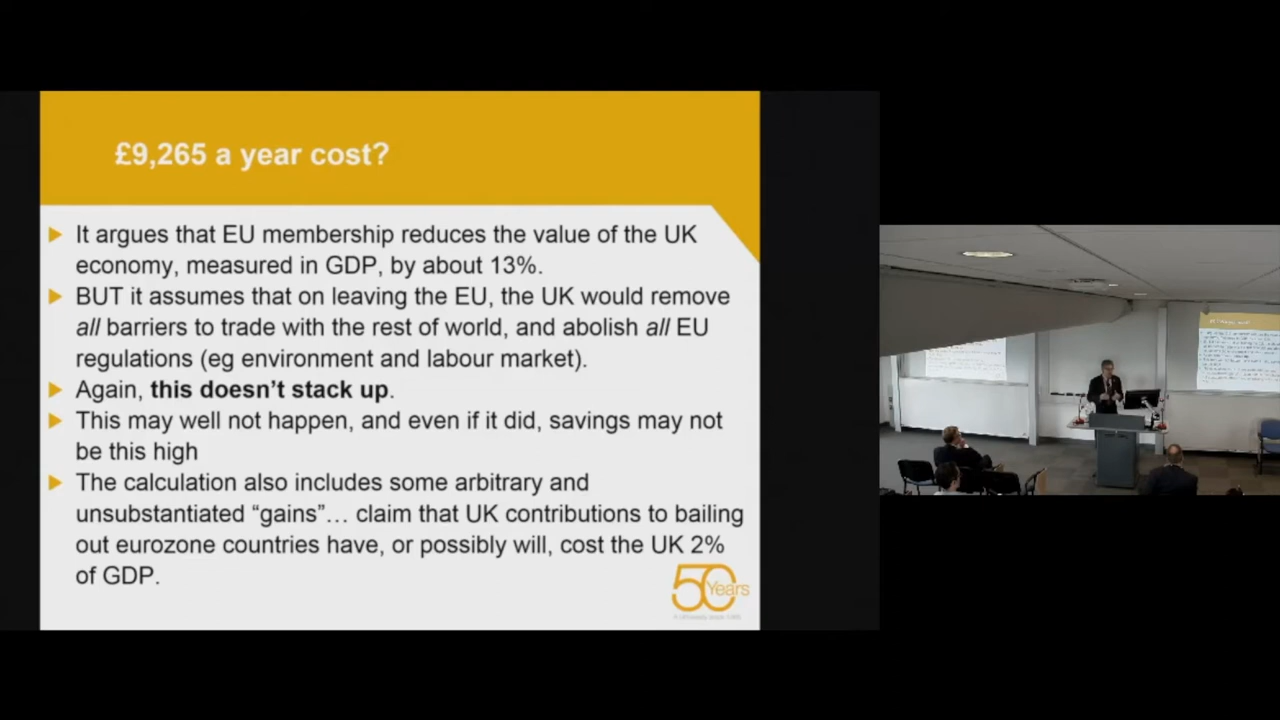 £9,265 a year cost?
It argues that EU membership reduces the value of the UK
economy, measured in GDP, by about 13%.
BUT it assumes that on leaving the EU, the UK would remove
all barriers to trade with the rest of world, and abolish all EU
regulations (eg environment and labour market).
Again, this doesn't stack up.
This may well not happen, and even if it did, savings may not
be this high
The calculation also includes some arbitrary and
unsubstantiated “gains”… claim that UK contributions to bailing
out eurozone countries have, or possibly will, cost the UK 2%
of GDP.
50
Years